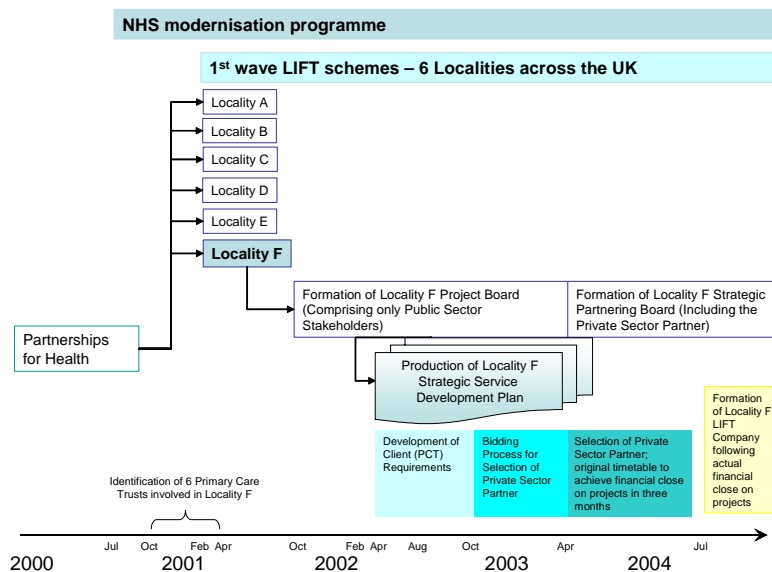 NHS modernisation programme
1st wave LIFT schemes – 6 Localities across the UK
Locality A
Locality B
Locality C
Locality D
Locality E
Locality F
Formation of Locality F Project Board
(Comprising only Public Sector
Stakeholders)
Formation of Locality F Strategic
Partnering Board (Including the
Private Sector Partner)
Partnerships
for Health
Production of Locality F
Strategic Service
Development Plan
Formation
of Locality F
LIFT
Company
following
actual
financial
close on
projects
Development of
Client (PCT)
Requirements
Bidding
Process for
Selection of
Private Sector
Partner
Selection of Private
Sector Partner;
original timetable to
achieve financial close
on projects in three
months
Identification of 6 Primary Care
Trusts involved in Locality F
Jul Oct Feb Apr Oct Feb Apr Aug Oct Apr Jul
2000 2001 2002 2003 2004